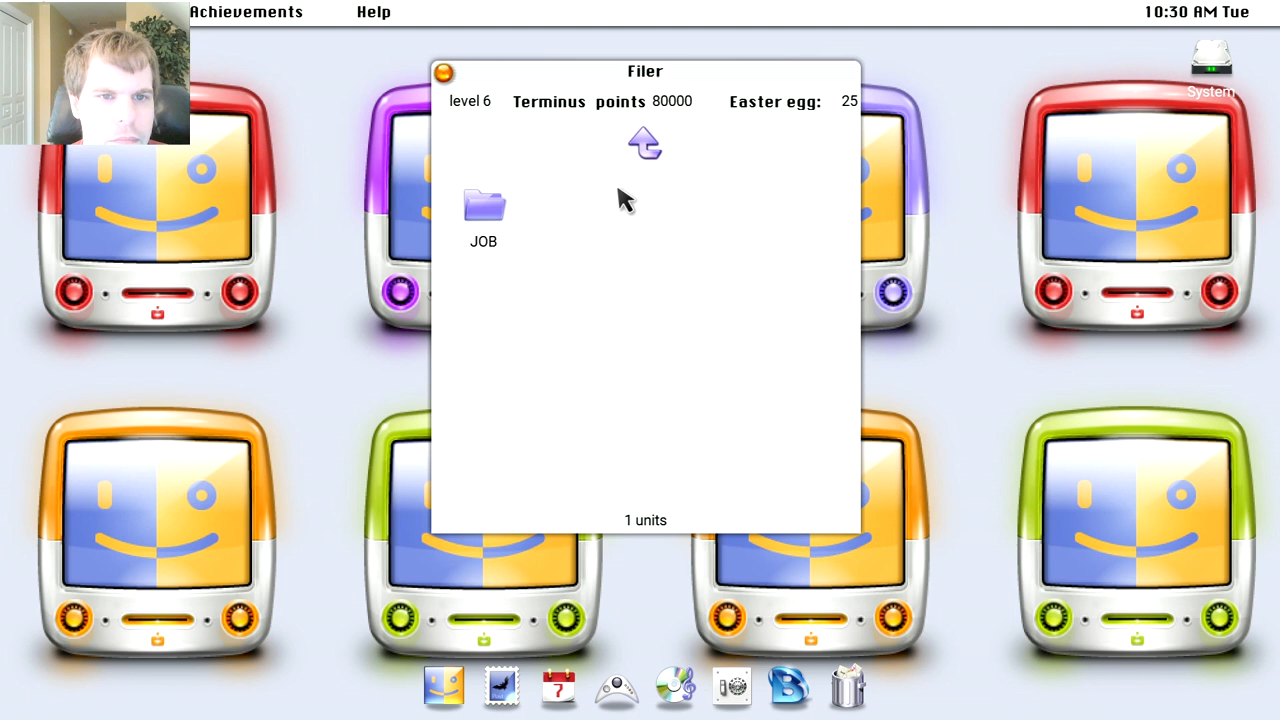 Achievements Help 10:30 AM Tue
Filer
level 6 Terminus points 80000 Easter egg: 25
System
JOB
1 units
7